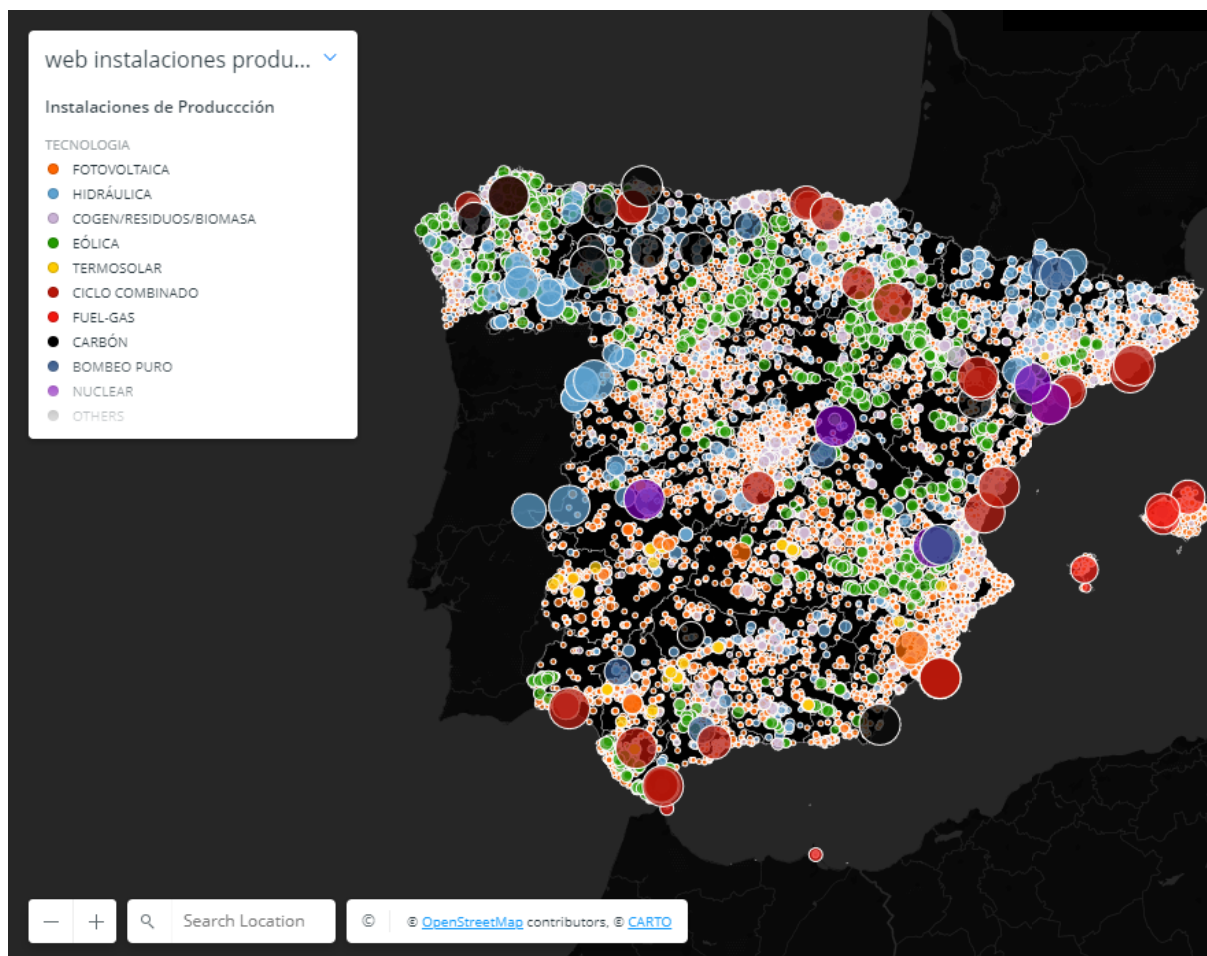 web instalaciones produ...
Instalaciones de Produccción
TECNOLOGIA
FOTOVOLTAICA
HIDRÁULICA
COGEN/RESIDUOS/BIOMASA
EÓLICA
TERMOSOLAR
CICLO COMBINADO
FUEL-GAS
CARBÓN
BOMBEO PURO
NUCLEAR
OTHERS
Search Location
© © OpenStreetMap contributors, © CARTO